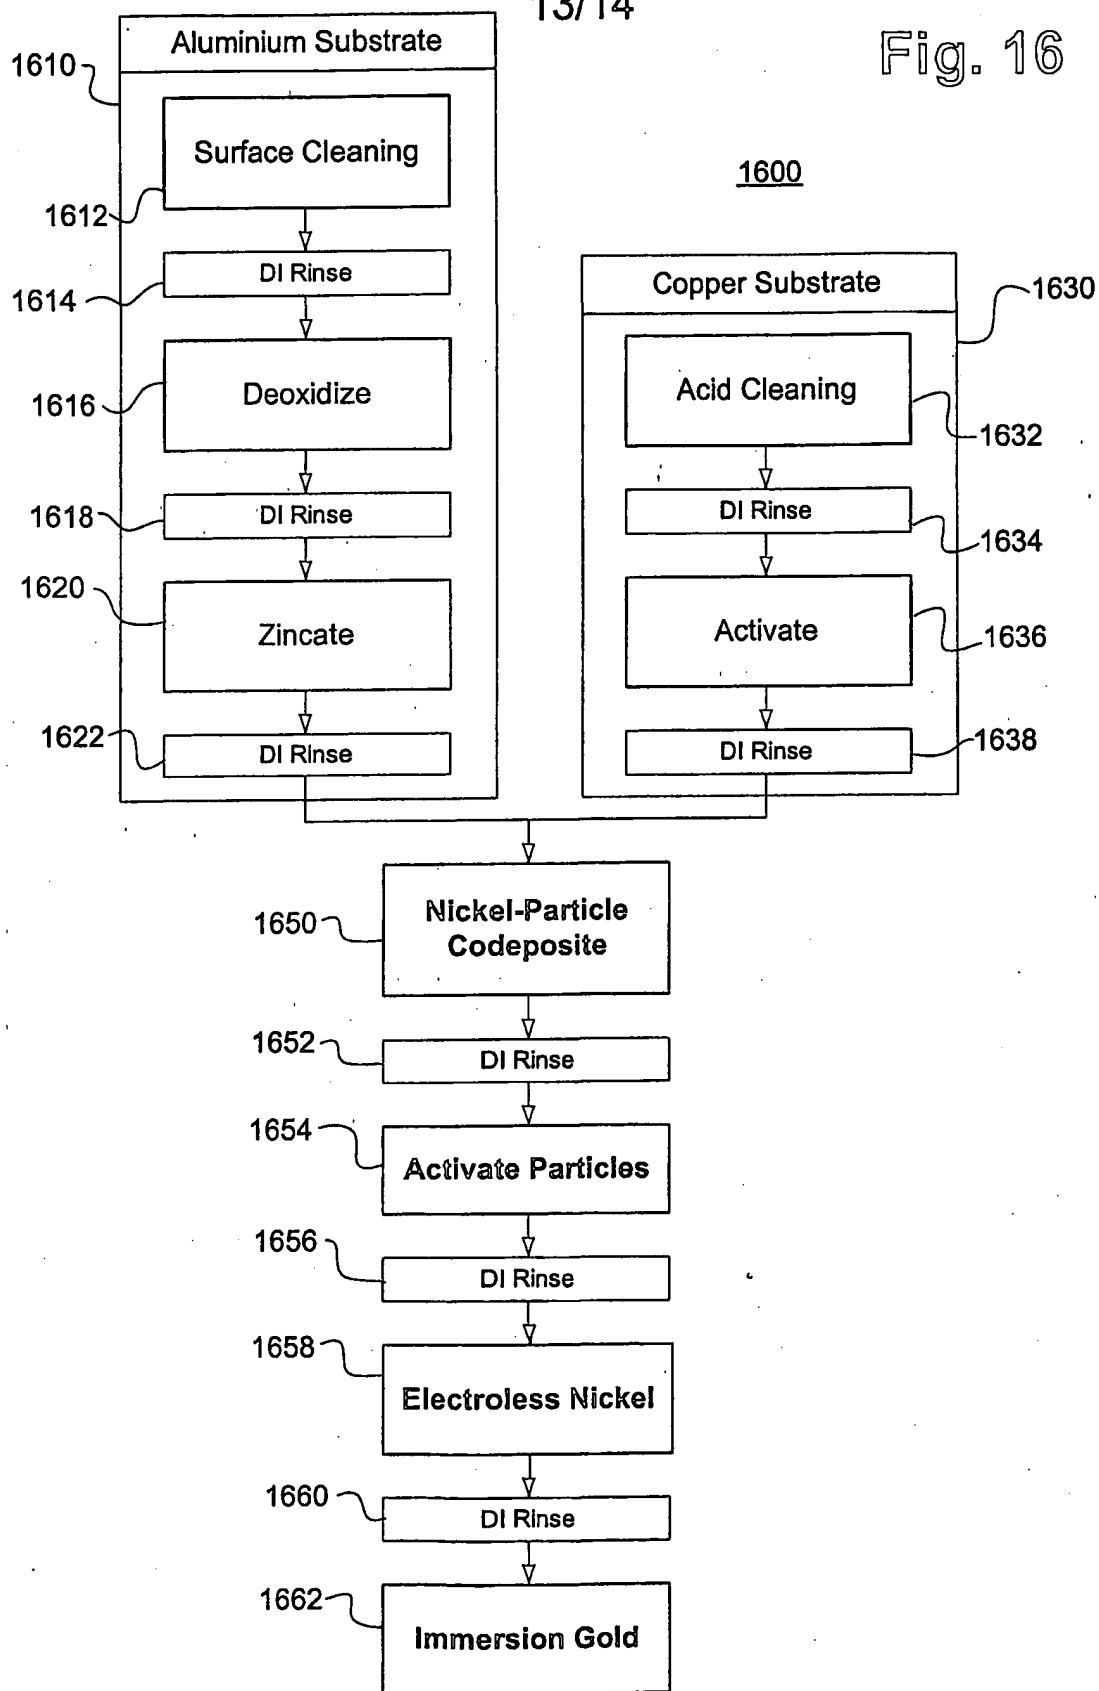 13/14
Fig. 16
1600
Aluminium Substrate
1610
Surface Cleaning
1612
DI Rinse
1614
Deoxidize
1616
DI Rinse
1618
Zincate
1620
DI Rinse
1622
Copper Substrate
1630
Acid Cleaning
1632
DI Rinse
1634
Activate
1636
DI Rinse
1638
Nickel-Particle
Codeposite
1650
DI Rinse
1652
Activate Particles
1654
DI Rinse
1656
Electroless Nickel
1658
DI Rinse
1660
Immersion Gold
1662